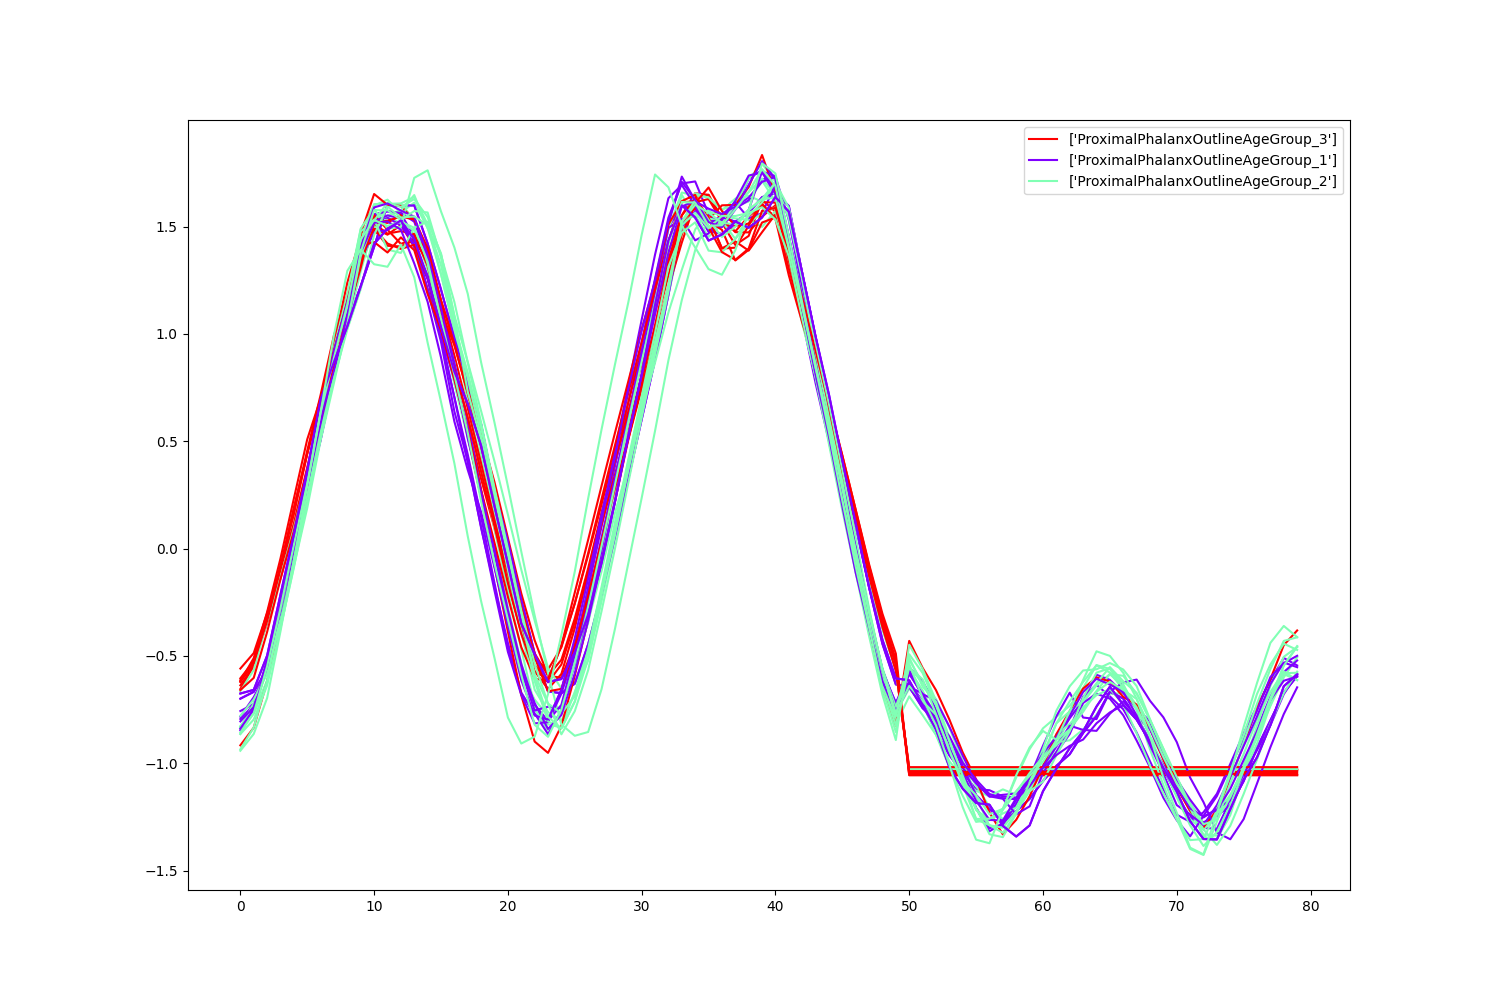 ['ProximalPhalanxOutlineAgeGroup_3']
['ProximalPhalanxOutlineAgeGroup_1']
['ProximalPhalanxOutlineAgeGroup_2']
1.5
1.0
0.5
0.0
−0.5
−1.0
−1.5
0 10 20 30 40 50 60 70 80